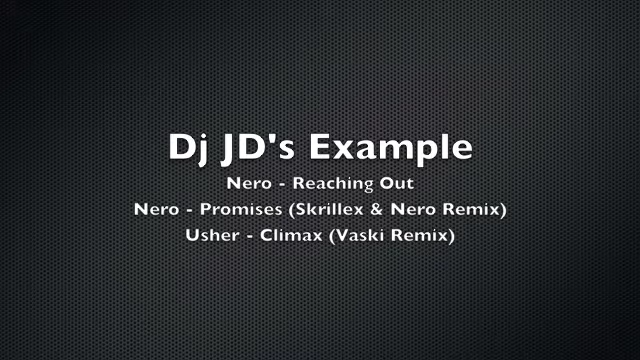 Dj JD's Example
Nero - Reaching Out
Nero - Promises (Skrillex & Nero Remix)
Usher - Climax (Vaski Remix)